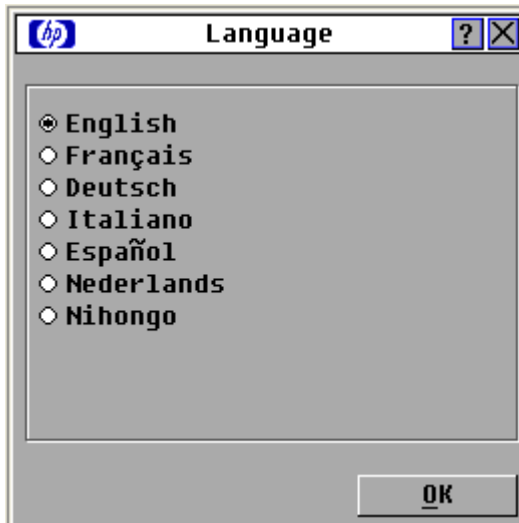 hp Language ? X
English
Français
Deutsch
Italiano
Español
Nederlands
Nihongo
OK